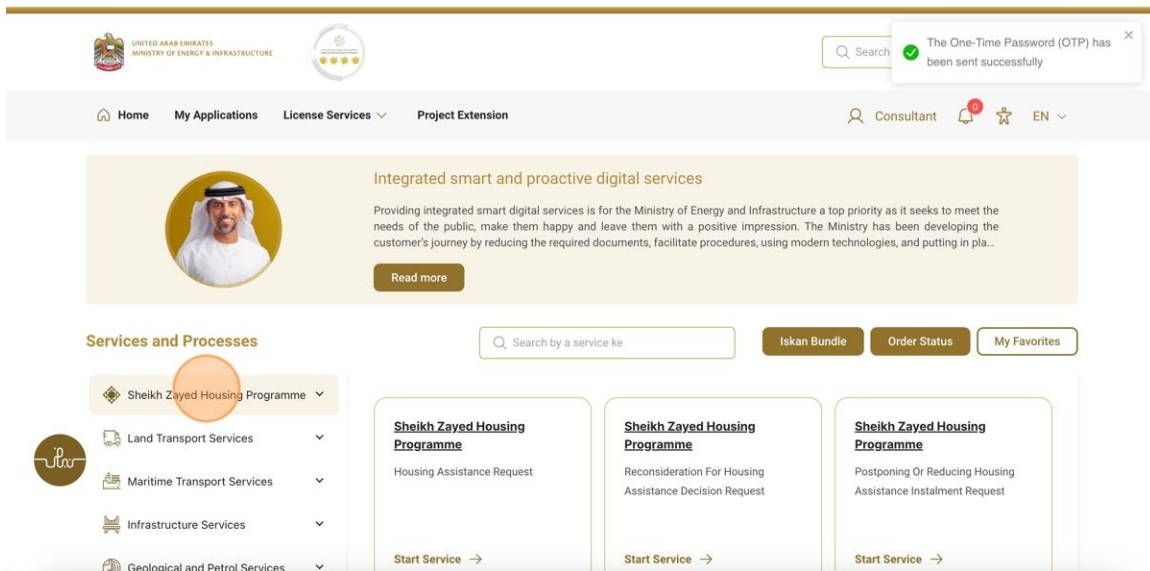 UNITED ARAB EMIRATES
MINISTRY OF ENERGY & INFRASTRUCTURE
Search
The One-Time Password (OTP) has
been sent successfully
Home My Applications License Services Project Extension Consultant 0 EN
Integrated smart and proactive digital services
Providing integrated smart digital services is for the Ministry of Energy and Infrastructure a top priority as it seeks to meet the
needs of the public, make them happy and leave them with a positive impression. The Ministry has been developing the
customer's journey by reducing the required documents, facilitate procedures, using modern technologies, and putting in pla...
Read more
Services and Processes
Search by a service ke
Iskan Bundle Order Status My Favorites
Sheikh Zayed Housing Programme
Land Transport Services
Maritime Transport Services
Infrastructure Services
Geological and Petrol Services
Sheikh Zayed Housing
Programme
Housing Assistance Request
Start Service →
Sheikh Zayed Housing
Programme
Reconsideration For Housing
Assistance Decision Request
Start Service →
Sheikh Zayed Housing
Programme
Postponing Or Reducing Housing
Assistance Instalment Request
Start Service →